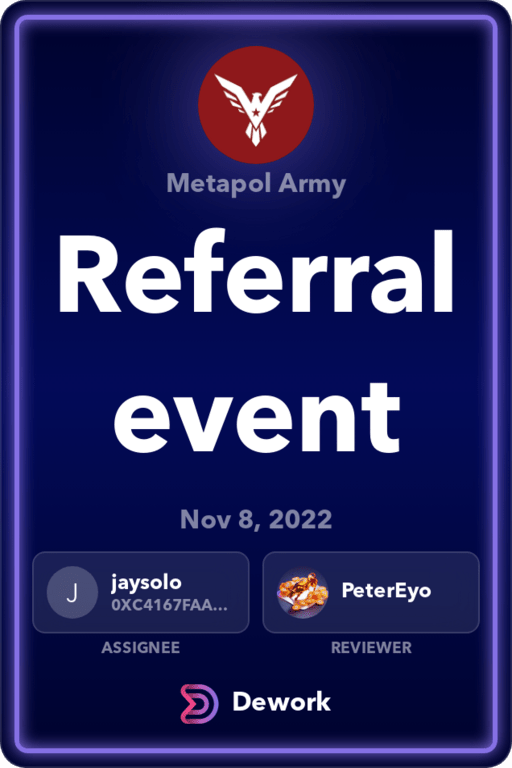 Metapol Army
Referral
event
Nov 8, 2022
J
jaysolo
0XC4167FAA...
PeterEyo
ASSIGNEE
REVIEWER
Dework